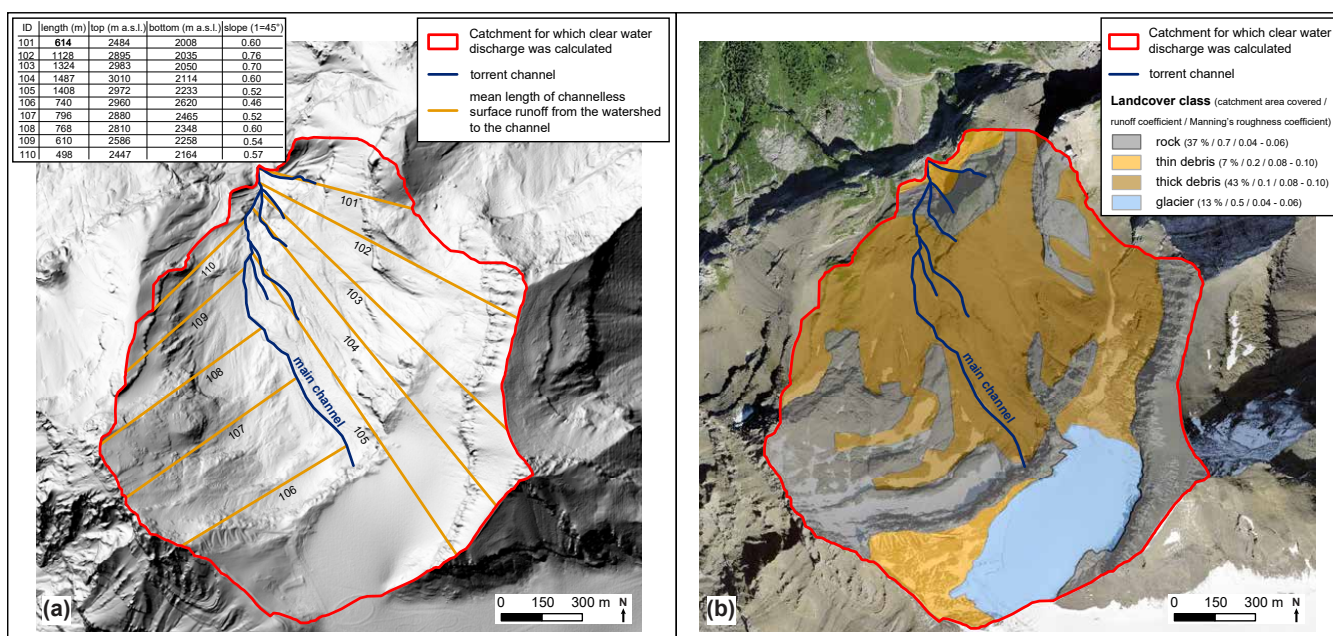 ID length (m) top (m a.s.l.) bottom (m a.s.l.) slope (1=45°)
101 614 2484 2008 0.60
102 1128 2895 2035 0.76
103 1324 2983 2050 0.70
104 1487 3010 2114 0.60
105 1408 2972 2233 0.52
106 740 2960 2620 0.46
107 796 2880 2465 0.52
108 768 2810 2348 0.60
109 610 2586 2258 0.54
110 498 2447 2164 0.57
Catchment for which clear water
discharge was calculated
torrent channel
mean length of channelless
surface runoff from the watershed
to the channel
101
102
103
104
105
106
107
108
109
110
main channel
(a)
0 150 300 m N
Catchment for which clear water
discharge was calculated
torrent channel
Landcover class (catchment area covered /
runoff coefficient / Manning's roughness coefficient)
rock (37 % / 0.7 / 0.04 - 0.06)
thin debris (7 % / 0.2 / 0.08 - 0.10)
thick debris (43 % / 0.1 / 0.08 - 0.10)
glacier (13 % / 0.5 / 0.04 - 0.06)
main channel
(b)
0 150 300 m N